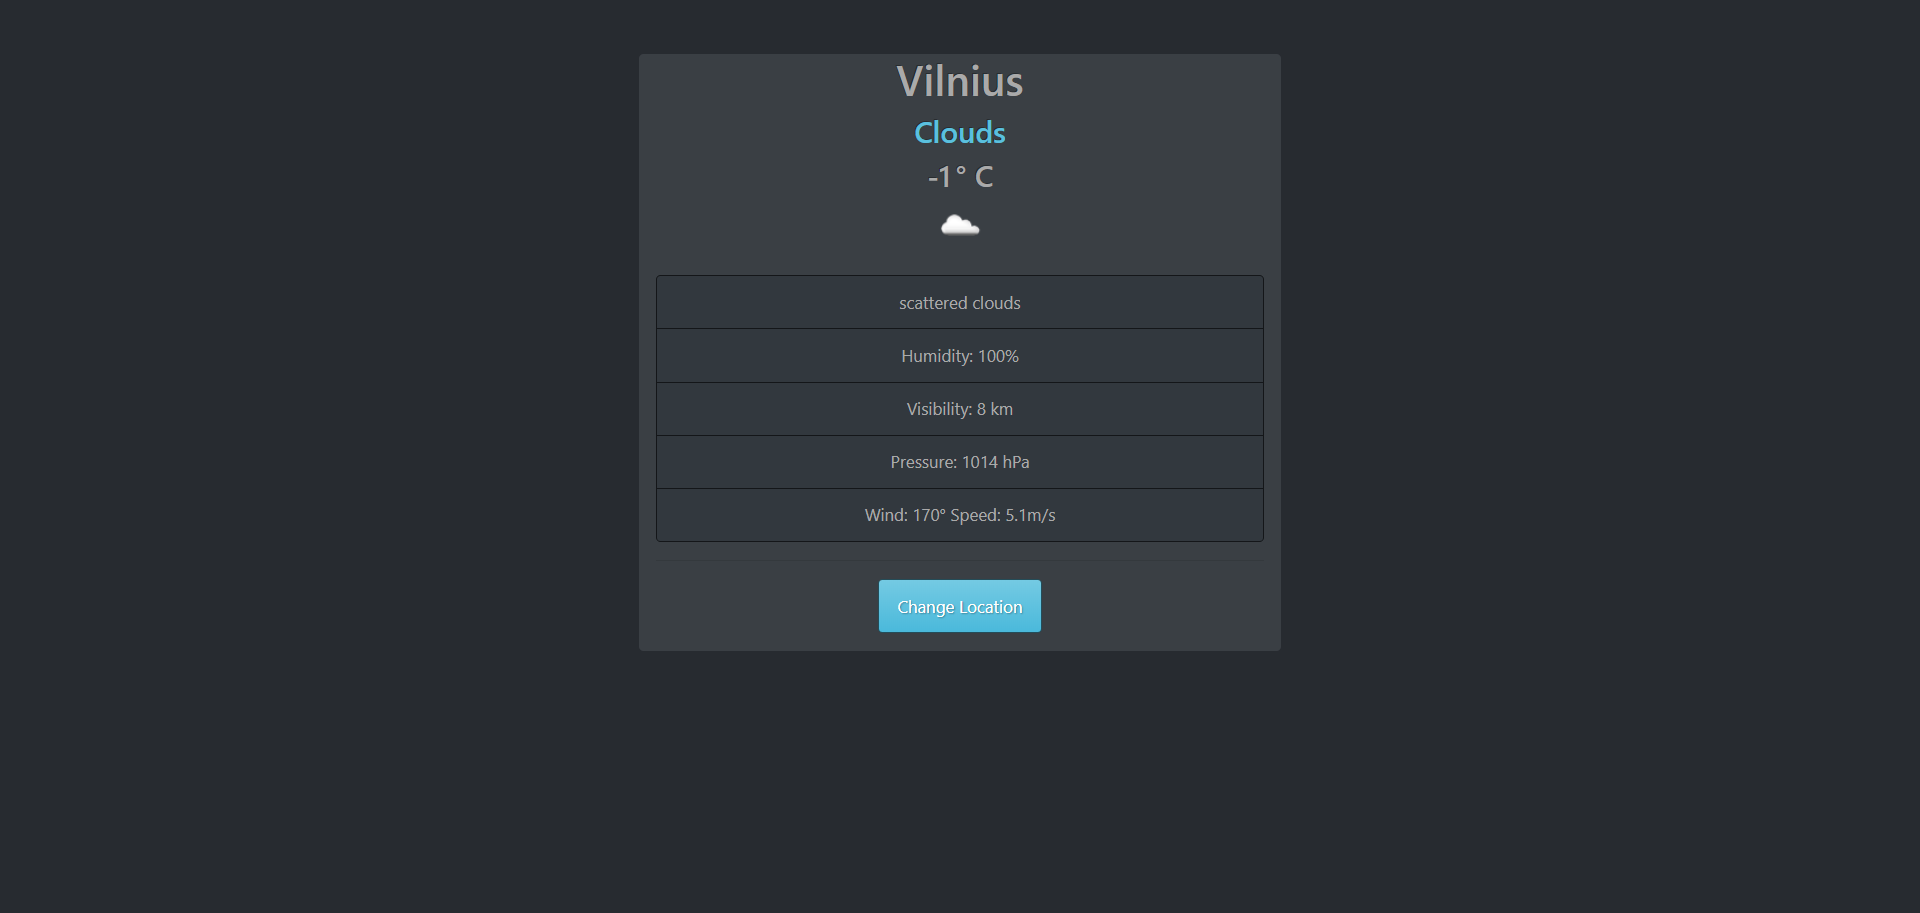 Vilnius
Clouds
-1° C
scattered clouds
Humidity: 100%
Visibility: 8 km
Pressure: 1014 hPa
Wind: 170° Speed: 5.1m/s
Change Location